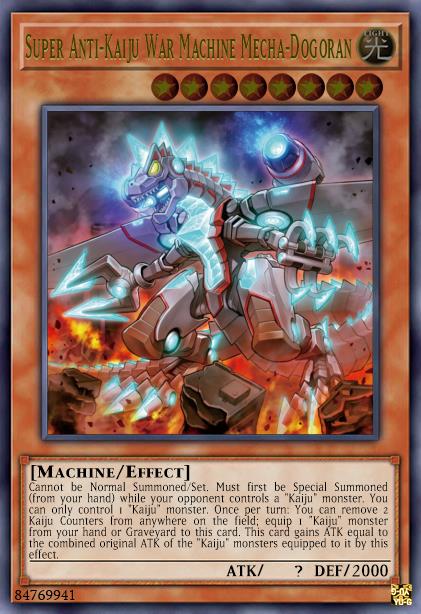 Super Anti-Kaiju War Machine Mecha-Dogoran
LIGHT
光
[Machine/Effect]
Cannot be Normal Summoned/Set. Must first be Special Summoned
(from your hand) while your opponent controls a "Kaiju" monster. You
can only control 1 "Kaiju" monster. Once per turn: You can remove 2
Kaiju Counters from anywhere on the field; equip 1 "Kaiju" monster
from your hand or Graveyard to this card. This card gains ATK equal to
the combined original ATK of the "Kaiju" monsters equipped to it by this
effect.
ATK/ ? DEF/2000
84769941